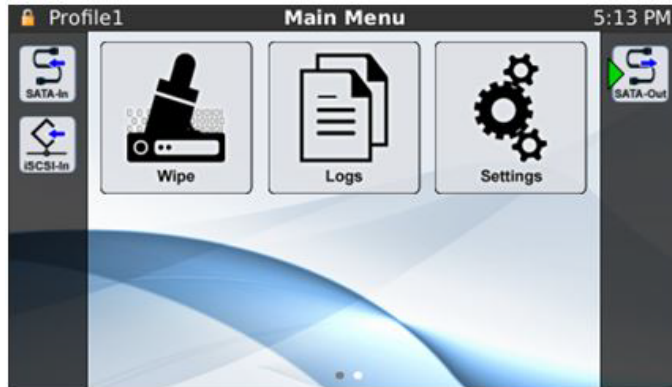 Profile1 Main Menu 5:13 PM
SATA-In
SATA-Out
iSCSI-In
Wipe
Logs
Settings